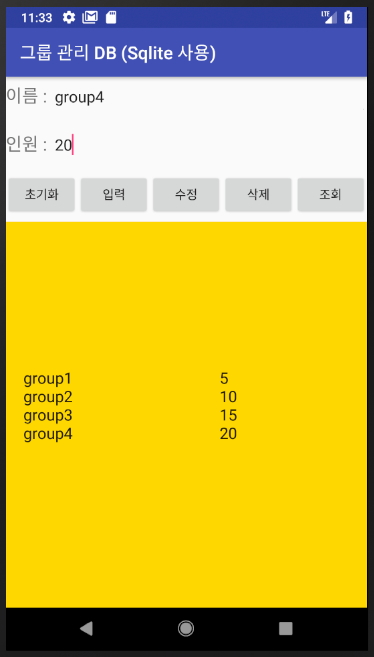 11:33 LTE
그룹 관리 DB (Sqlite 사용)
이름 : group4
인원 : 20
초기화 입력 수정 삭제 조회
group1 5
group2 10
group3 15
group4 20